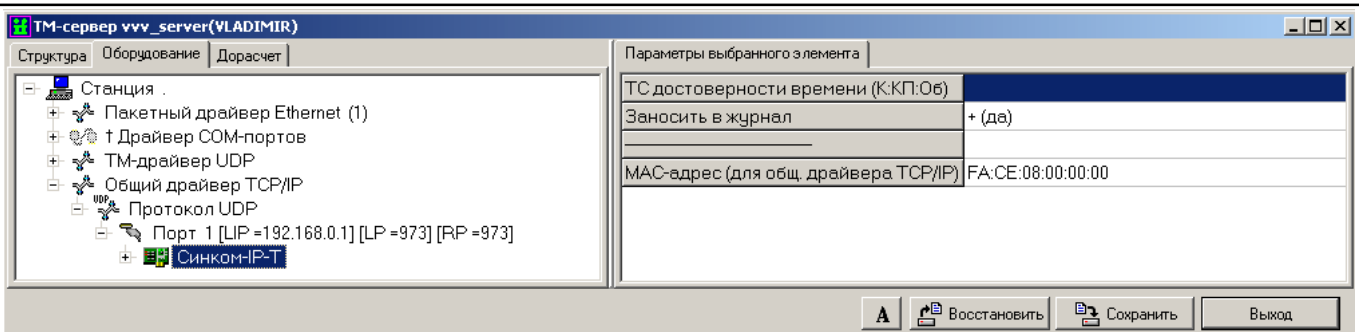 ТМ-сервер vvv_server(VLADIMIR)
Структура Оборудование Дорасчет
Станция .
Пакетный драйвер Ethernet (1)
† Драйвер COM-портов
ТМ-драйвер UDP
Общий драйвер TCP/IP
UDP Протокол UDP
Порт 1 [LIP =192.168.0.1] [LP =973] [RP =973]
Синком-IP-T
Параметры выбранного элемента
ТС достоверности времени (К:КП:Об)
Заносить в журнал + (да)
МАС-адрес (для общ. драйвера TCP/IP) FA:CE:08:00:00:00
A Восстановить Сохранить Выход